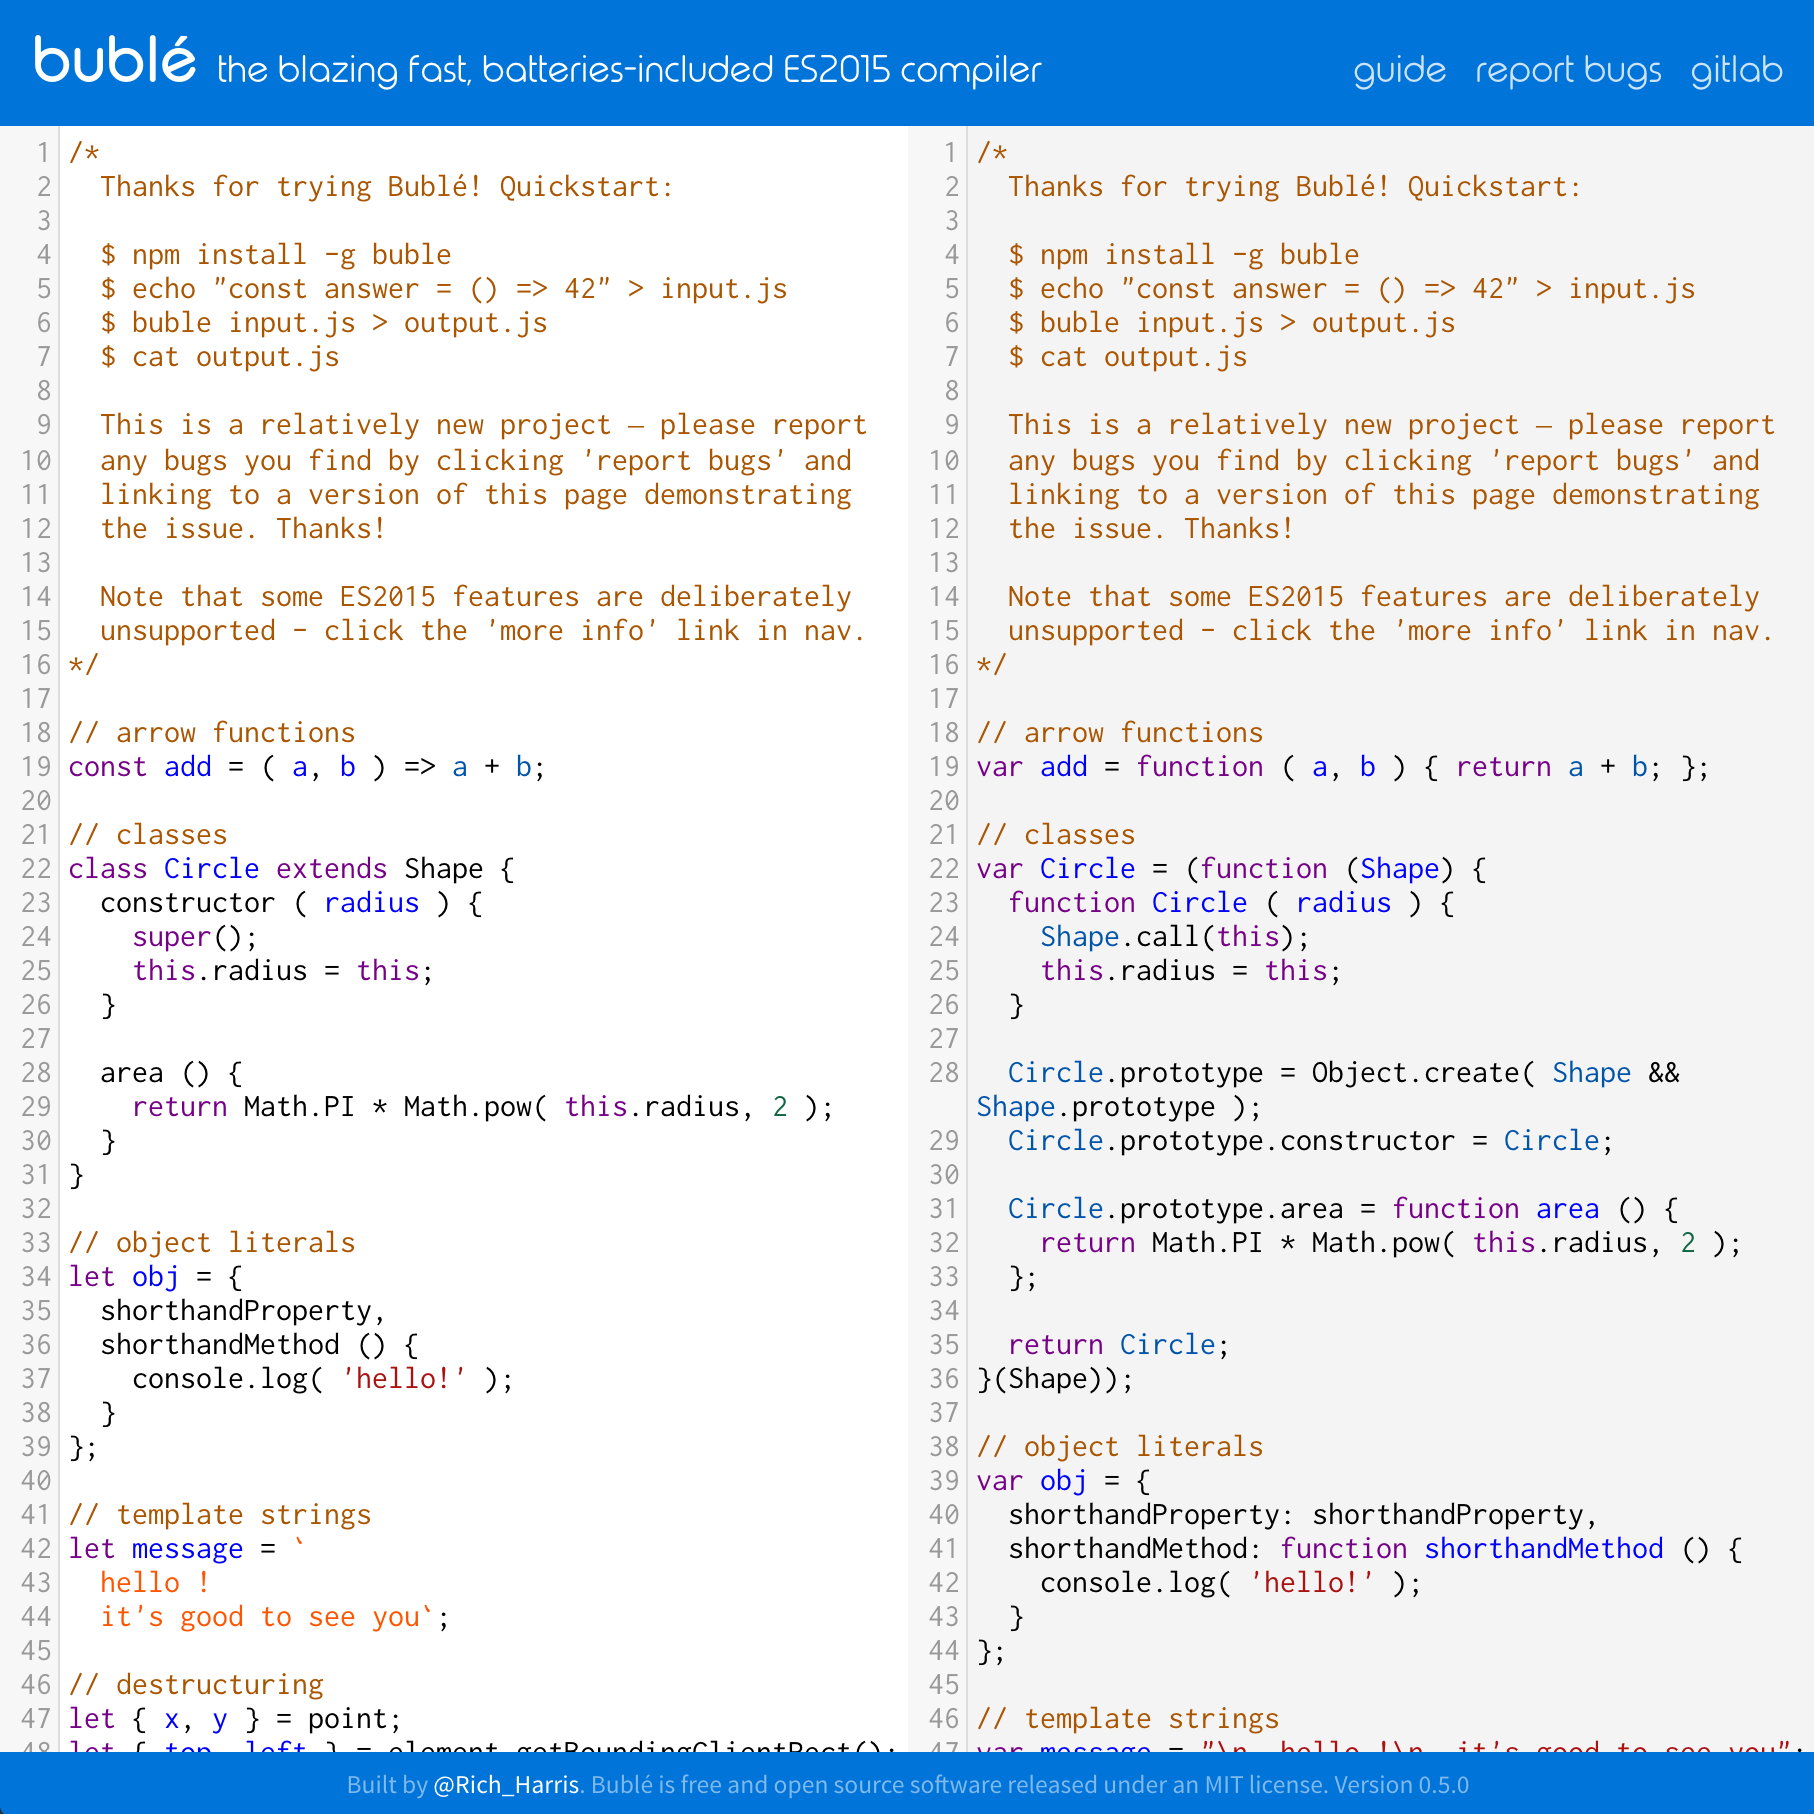 bublé the blazing fast, batteries-included ES2015 compiler guide report bugs gitlab
1 /*
2 Thanks for trying Bublé! Quickstart:
3
4 $ npm install -g buble
5 $ echo "const answer = () => 42" > input.js
6 $ buble input.js > output.js
7 $ cat output.js
8
9 This is a relatively new project – please report
10 any bugs you find by clicking 'report bugs' and
11 linking to a version of this page demonstrating
12 the issue. Thanks!
13
14 Note that some ES2015 features are deliberately
15 unsupported - click the 'more info' link in nav.
16 */
17
18 // arrow functions
19 const add = ( a, b ) => a + b;
20
21 // classes
22 class Circle extends Shape {
23 constructor ( radius ) {
24 super();
25 this.radius = this;
26 }
27
28 area () {
29 return Math.PI * Math.pow( this.radius, 2 );
30 }
31 }
32
33 // object literals
34 let obj = {
35 shorthandProperty,
36 shorthandMethod () {
37 console.log( 'hello!' );
38 }
39 };
40
41 // template strings
42 let message = `
43 hello !
44 it's good to see you`;
45
46 // destructuring
47 let { x, y } = point;
48 let { top, left } = element.getBoundingClientRect();
1 /*
2 Thanks for trying Bublé! Quickstart:
3
4 $ npm install -g buble
5 $ echo "const answer = () => 42" > input.js
6 $ buble input.js > output.js
7 $ cat output.js
8
9 This is a relatively new project – please report
10 any bugs you find by clicking 'report bugs' and
11 linking to a version of this page demonstrating
12 the issue. Thanks!
13
14 Note that some ES2015 features are deliberately
15 unsupported - click the 'more info' link in nav.
16 */
17
18 // arrow functions
19 var add = function ( a, b ) { return a + b; };
20
21 // classes
22 var Circle = (function (Shape) {
23 function Circle ( radius ) {
24 Shape.call(this);
25 this.radius = this;
26 }
27
28 Circle.prototype = Object.create( Shape &&
Shape.prototype );
29 Circle.prototype.constructor = Circle;
30
31 Circle.prototype.area = function area () {
32 return Math.PI * Math.pow( this.radius, 2 );
33 };
34
35 return Circle;
36 }(Shape));
37
38 // object literals
39 var obj = {
40 shorthandProperty: shorthandProperty,
41 shorthandMethod: function shorthandMethod () {
42 console.log( 'hello!' );
43 }
44 };
45
46 // template strings
47 var message = "\n hello !\n it's good to see you";
Built by @Rich_Harris. Bublé is free and open source software released under an MIT license. Version 0.5.0